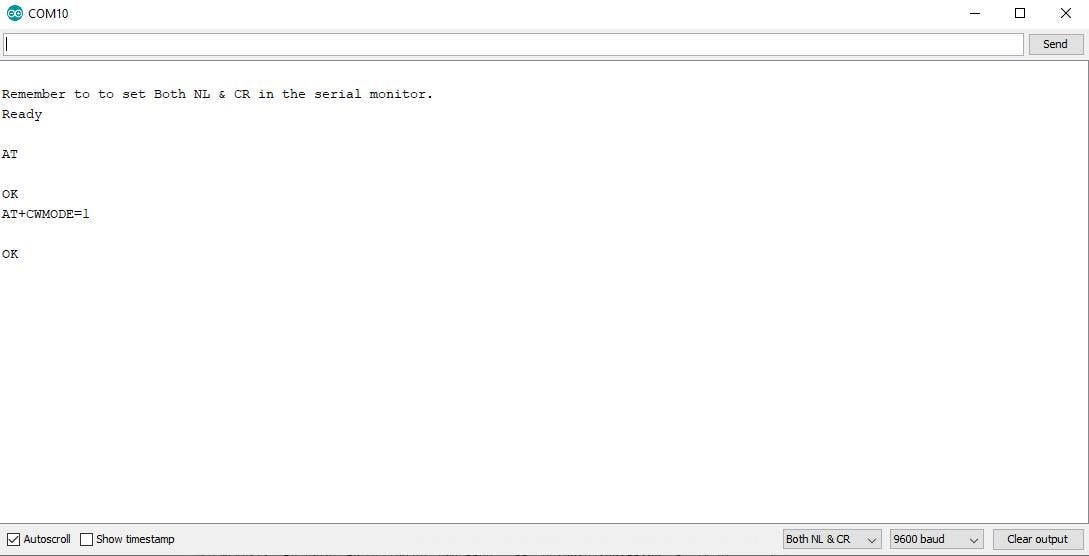 COM10
Send
Remember to to set Both NL & CR in the serial monitor.
Ready
AT
OK
AT+CWMODE=1
OK
Autoscroll Show timestamp Both NL & CR 9600 baud Clear output